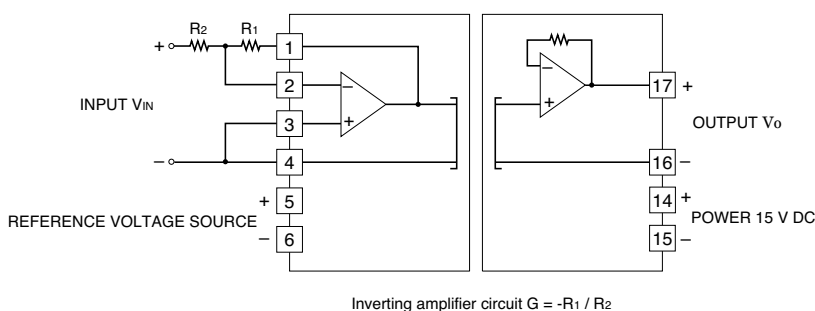 R2 R1
+
1
2
−
3
+
4
−
INPUT VIN
+ 5
− 6
REFERENCE VOLTAGE SOURCE
−
+
17 +
OUTPUT Vo
16 −
14 +
15 −
POWER 15 V DC
Inverting amplifier circuit G = -R1 / R2